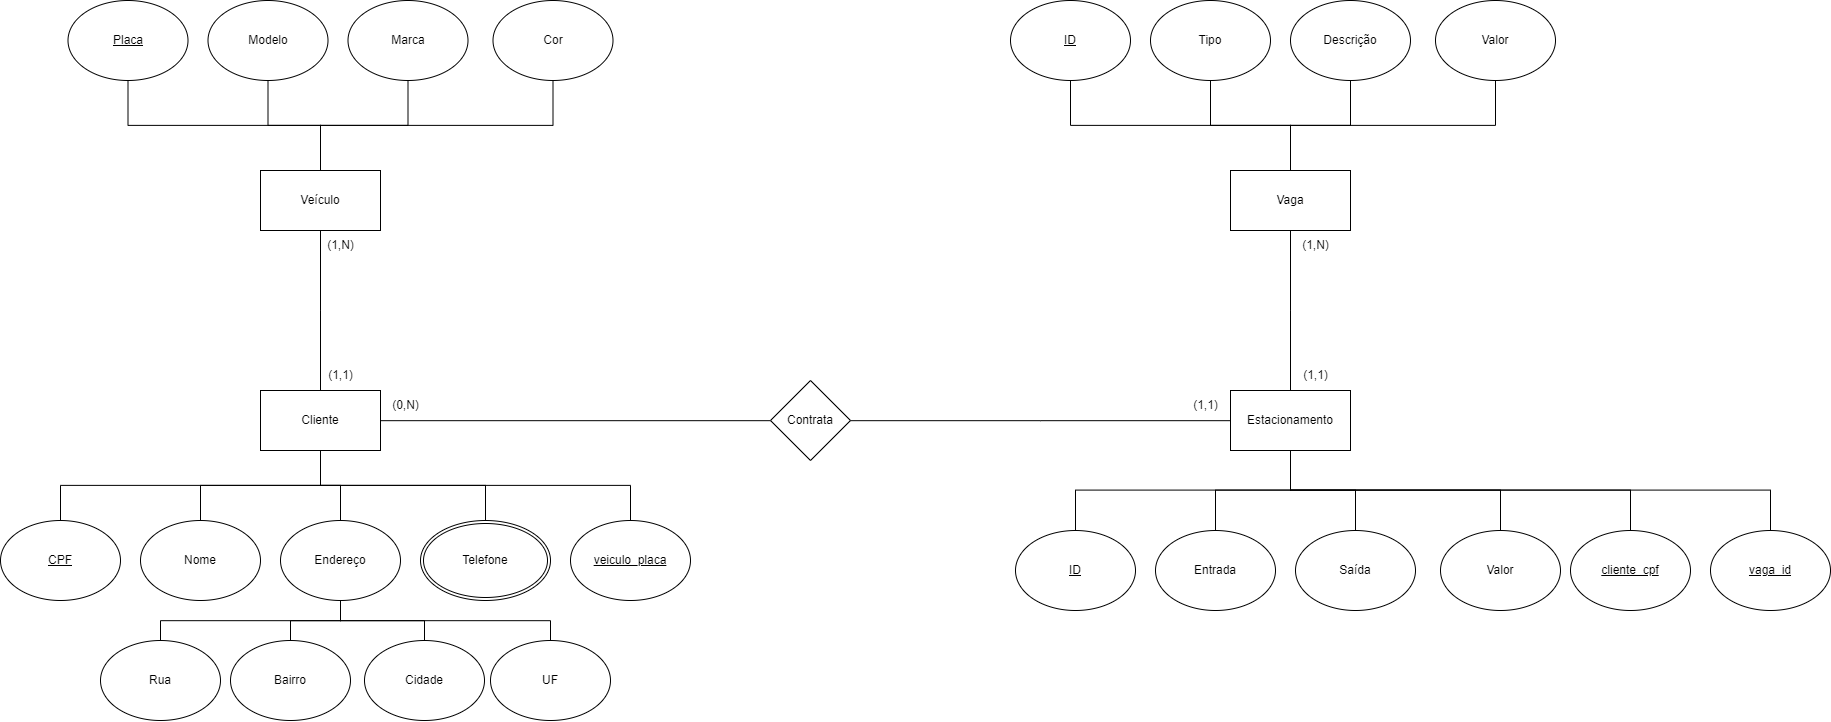 Placa
Modelo
Marca
Cor
ID
Tipo
Descrição
Valor
Veículo
Vaga
(1,N)
(1,N)
(1,1)
(1,1)
(0,N)
(1,1)
Cliente
Contrata
Estacionamento
CPF
Nome
Endereço
Telefone
veiculo_placa
ID
Entrada
Saída
Valor
cliente_cpf
vaga_id
Rua
Bairro
Cidade
UF